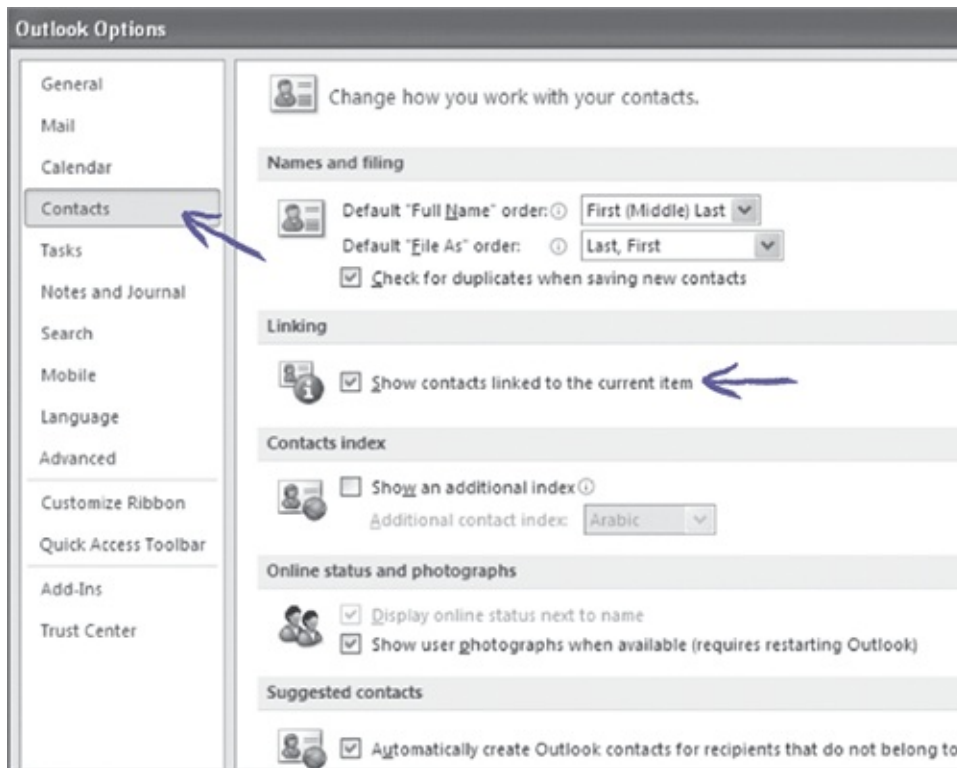 Outlook Options
General
Mail
Calendar
Contacts
Tasks
Notes and Journal
Search
Mobile
Language
Advanced
Customize Ribbon
Quick Access Toolbar
Add-Ins
Trust Center
Change how you work with your contacts.
Names and filing
Default "Full Name" order: First (Middle) Last
Default "File As" order: Last, First
Check for duplicates when saving new contacts
Linking
Show contacts linked to the current item
Contacts index
Show an additional index
Additional contact index: Arabic
Online status and photographs
Display online status next to name
Show user photographs when available (requires restarting Outlook)
Suggested contacts
Automatically create Outlook contacts for recipients that do not belong to